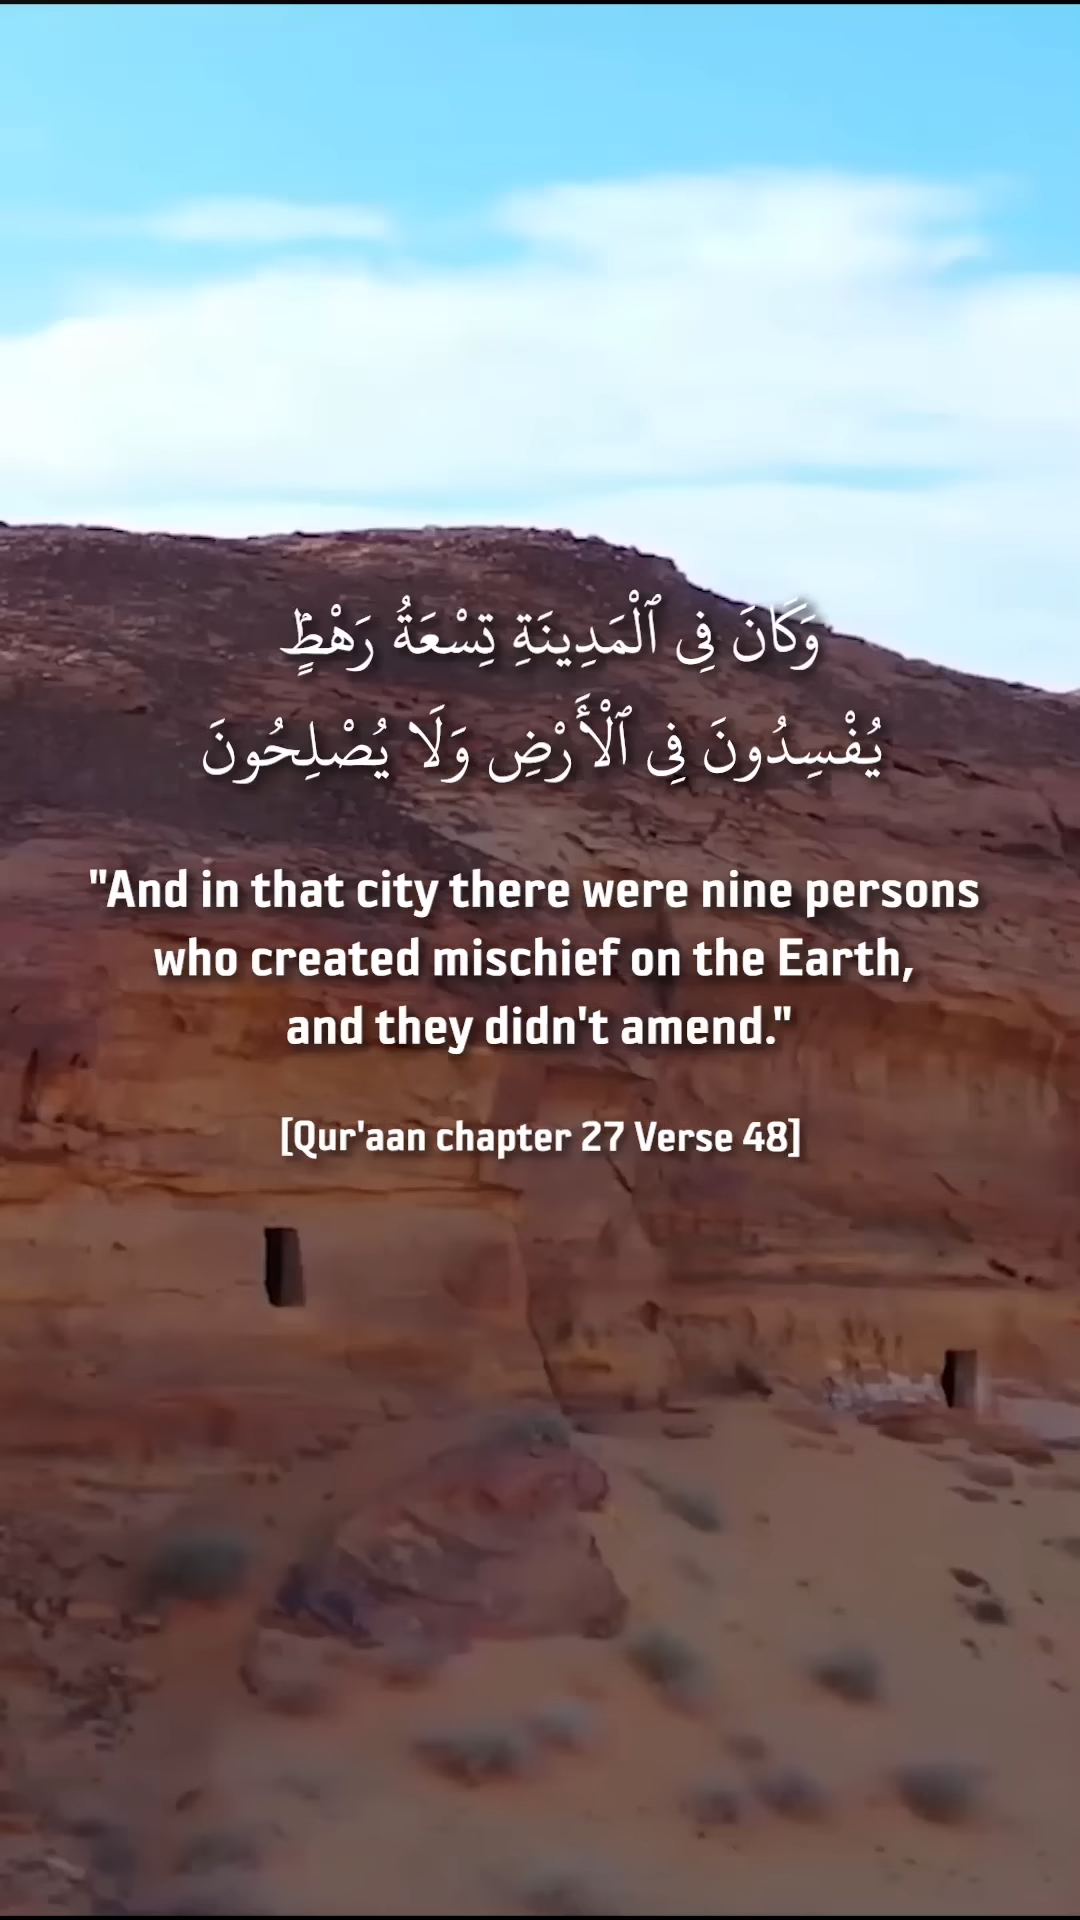 وَكَانَ فِى ٱلْمَدِينَةِ تِسْعَةُ رَهْطٍۢ
يُفْسِدُونَ فِى ٱلْأَرْضِ وَلَا يُصْلِحُونَ
"And in that city there were nine persons
who created mischief on the Earth,
and they didn't amend."
[Qur'aan chapter 27 Verse 48]